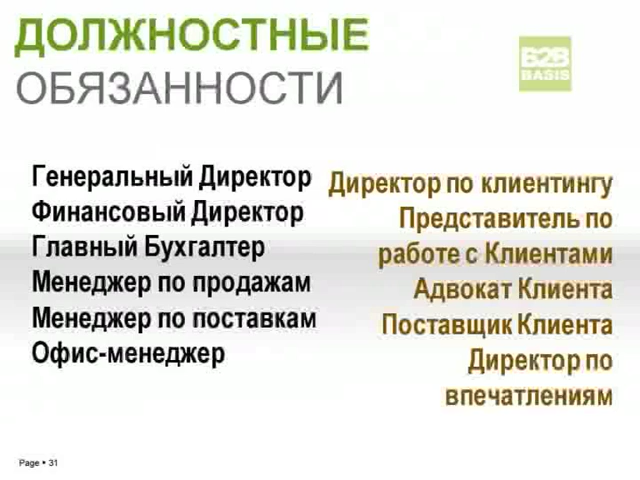 ДОЛЖНОСТНЫЕ
ОБЯЗАННОСТИ
B2B
BASIS
Генеральный Директор
Финансовый Директор
Главный Бухгалтер
Менеджер по продажам
Менеджер по поставкам
Офис-менеджер
Директор по клиентингу
Представитель по
работе с Клиентами
Адвокат Клиента
Поставщик Клиента
Директор по
впечатлениям
Page ▪ 31